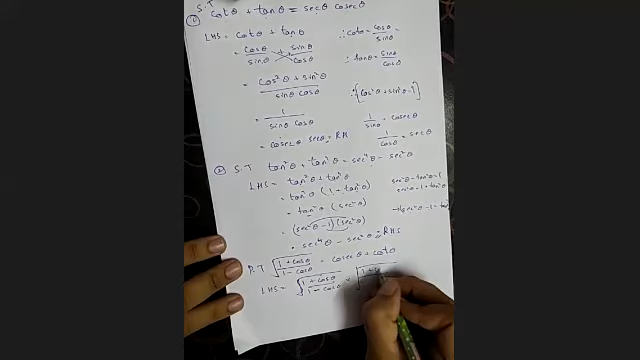 S.T
① cotθ + tanθ = secθ cosecθ
LHS = cotθ + tanθ ∴ cotθ = cosθ/sinθ
= cosθ/sinθ + sinθ/cosθ ∴ tanθ = sinθ/cosθ
= cos²θ + sin²θ / sinθ cosθ ∴ [cos²θ + sin²θ = 1]
= 1 / sinθ cosθ 1/sinθ = cosecθ
= cosecθ secθ = RH 1/cosθ = secθ
② S.T tan²θ + tan⁴θ = sec⁴θ - sec²θ
LHS = tan²θ + tan⁴θ
= tan²θ (1 + tan²θ) sec²θ - tan²θ = 1
= tan²θ (sec²θ) sec²θ = 1 + tan²θ
= (sec²θ - 1)(sec²θ) sec²θ - 1 = tan
= sec⁴θ - sec²θ = RHS
P.T √(1 + cosθ / 1 - cosθ) = cosecθ + cotθ
LHS = √(1 + cosθ / 1 - cosθ) × √(1 +